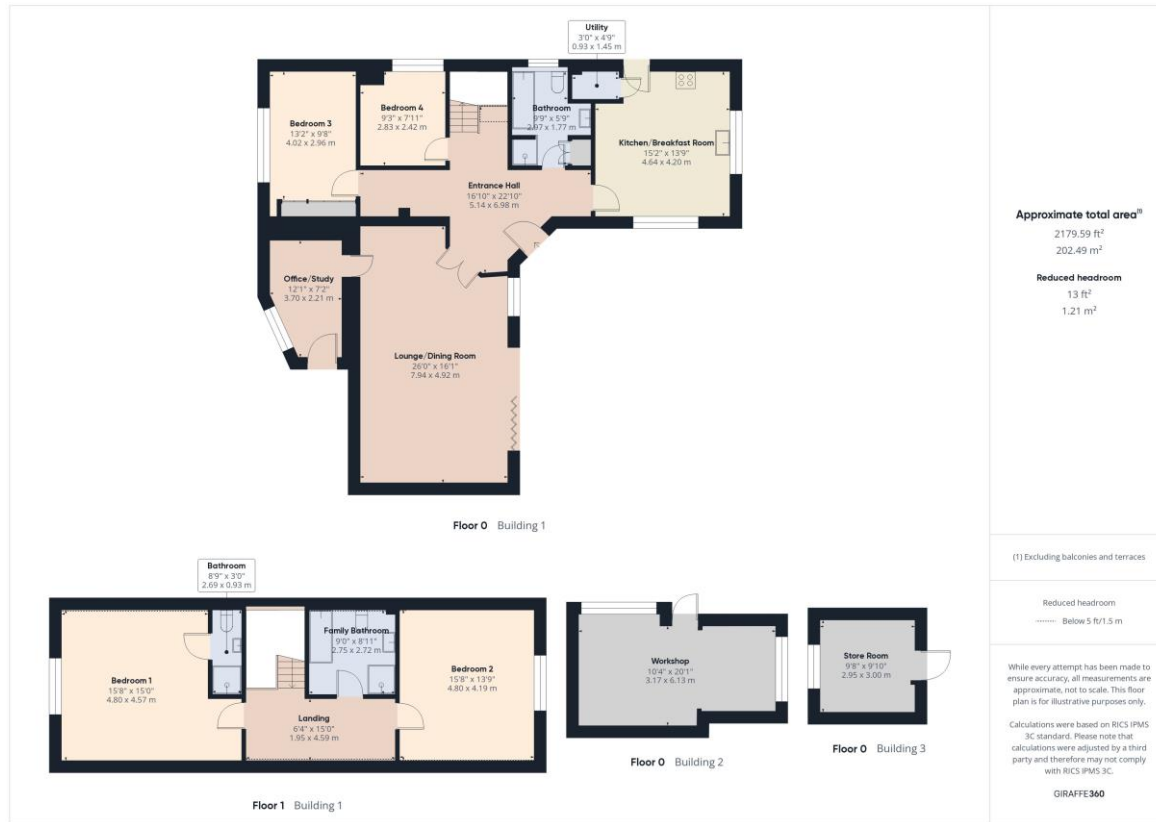 Utility
3'0" x 4'9"
0.93 x 1.45 m
Bedroom 3
13'2" x 9'8"
4.02 x 2.96 m
Bedroom 4
9'3" x 7'11"
2.83 x 2.42 m
Bathroom
9'9" x 5'9"
2.97 x 1.77 m
Kitchen/Breakfast Room
15'2" x 13'9"
4.64 x 4.20 m
Entrance Hall
16'10" x 22'10"
5.14 x 6.98 m
Office/Study
12'1" x 7'2"
3.70 x 2.21 m
Lounge/Dining Room
26'0" x 16'1"
7.94 x 4.92 m
Floor 0 Building 1
Bathroom
8'9" x 3'0"
2.69 x 0.93 m
Bedroom 1
15'8" x 15'0"
4.80 x 4.57 m
Family Bathroom
9'0" x 8'11"
2.75 x 2.72 m
Bedroom 2
15'8" x 13'9"
4.80 x 4.19 m
Landing
6'4" x 15'0"
1.95 x 4.59 m
Floor 1 Building 1
Workshop
10'4" x 20'1"
3.17 x 6.13 m
Floor 0 Building 2
Store Room
9'8" x 9'10"
2.95 x 3.00 m
Floor 0 Building 3
Approximate total area(1)
2179.59 ft²
202.49 m²
Reduced headroom
13 ft²
1.21 m²
(1) Excluding balconies and terraces
Reduced headroom
Below 5 ft/1.5 m
While every attempt has been made to
ensure accuracy, all measurements are
approximate, not to scale. This floor
plan is for illustrative purposes only.
Calculations were based on RICS IPMS
3C standard. Please note that
calculations were adjusted by a third
party and therefore may not comply
with RICS IPMS 3C.
GIRAFFE360